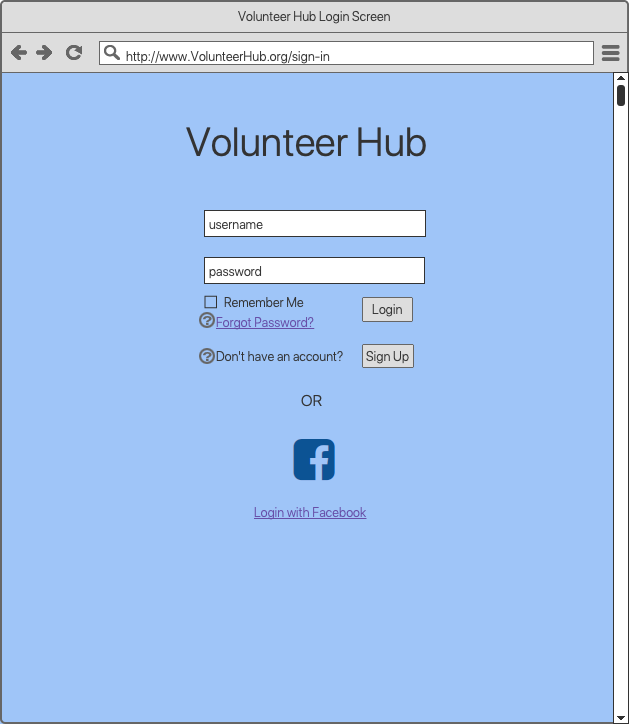 Volunteer Hub Login Screen
http://www.VolunteerHub.org/sign-in
Volunteer Hub
username
password
Remember Me
Login
Forgot Password?
Don't have an account?
Sign Up
OR
Login with Facebook